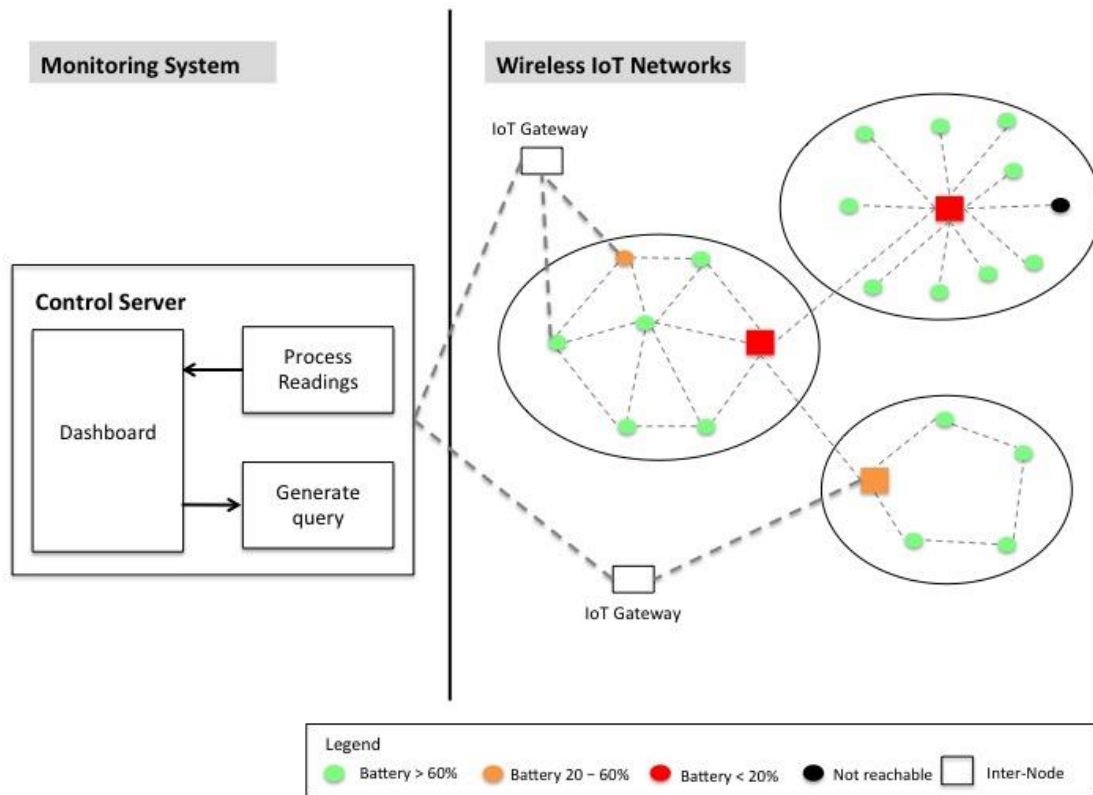 Monitoring System
Wireless IoT Networks
IoT Gateway
Control Server
Process
Readings
Dashboard
Generate
query
IoT Gateway
Legend
Battery > 60%
Battery 20 – 60%
Battery < 20%
Not reachable
Inter-Node